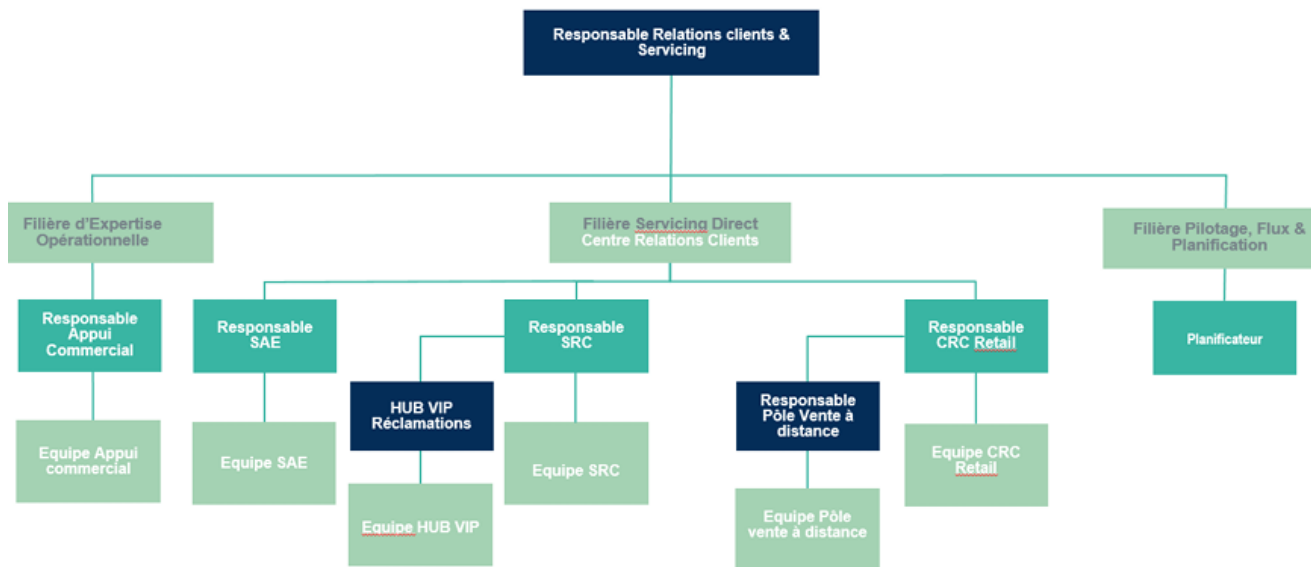 Responsable Relations clients &
Servicing
Filière d'Expertise
Opérationnelle
Filière Servicing Direct
Centre Relations Clients
Filière Pilotage, Flux &
Planification
Responsable
Appui
Commercial
Responsable
SAE
Responsable
SRC
Responsable
CRC Retail
Planificateur
HUB VIP
Réclamations
Responsable
Pôle Vente à
distance
Equipe Appui
commercial
Equipe SAE
Equipe SRC
Equipe CRC
Retail
Equipe HUB VIP
Equipe Pôle
vente à distance